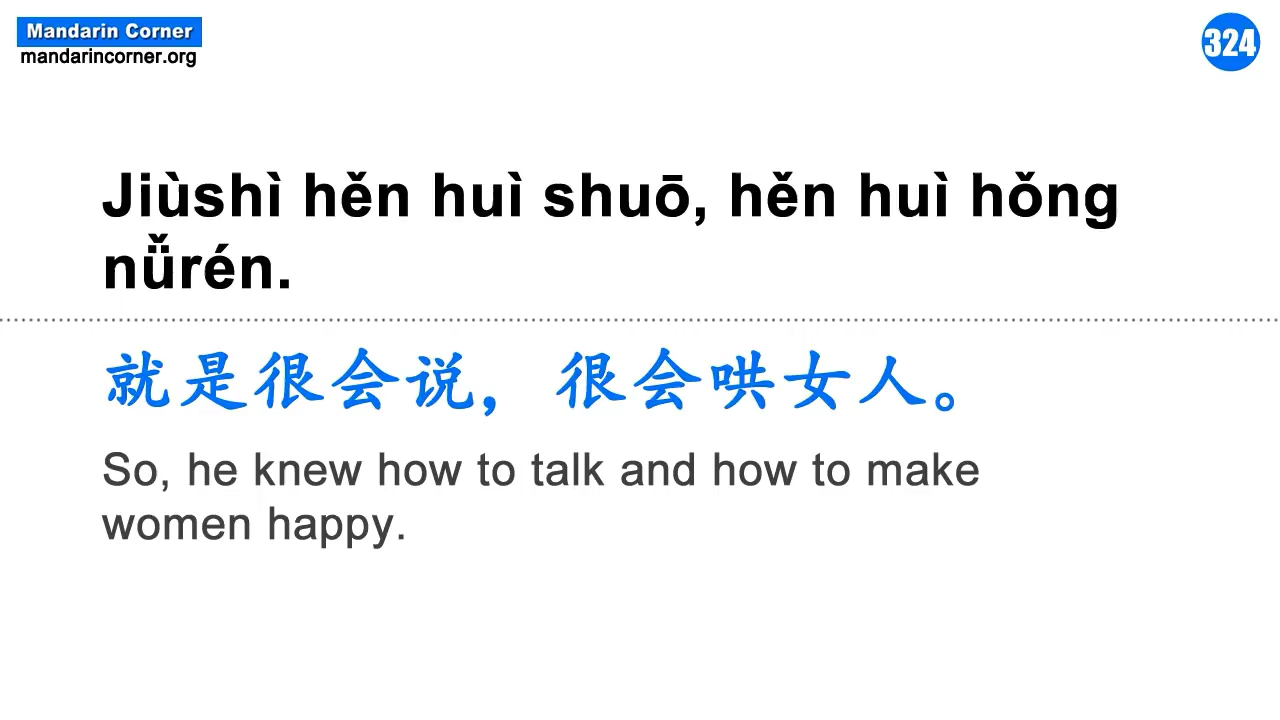 Mandarin Corner
mandarincorner.org
324
Jiùshì hěn huì shuō, hěn huì hǒng
nǚrén.
就是很会说，很会哄女人。
So, he knew how to talk and how to make
women happy.